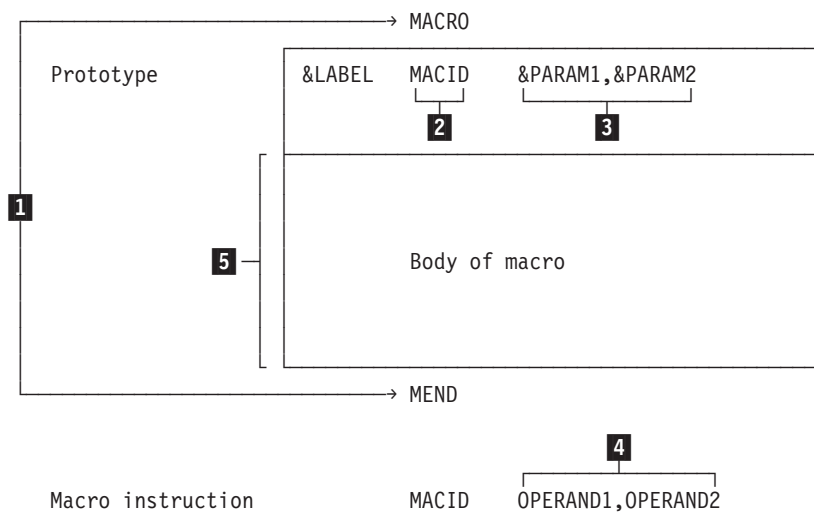 MACRO
Prototype &LABEL MACID &PARAM1,&PARAM2
2 3
1
5 Body of macro
MEND
4
Macro instruction MACID OPERAND1,OPERAND2